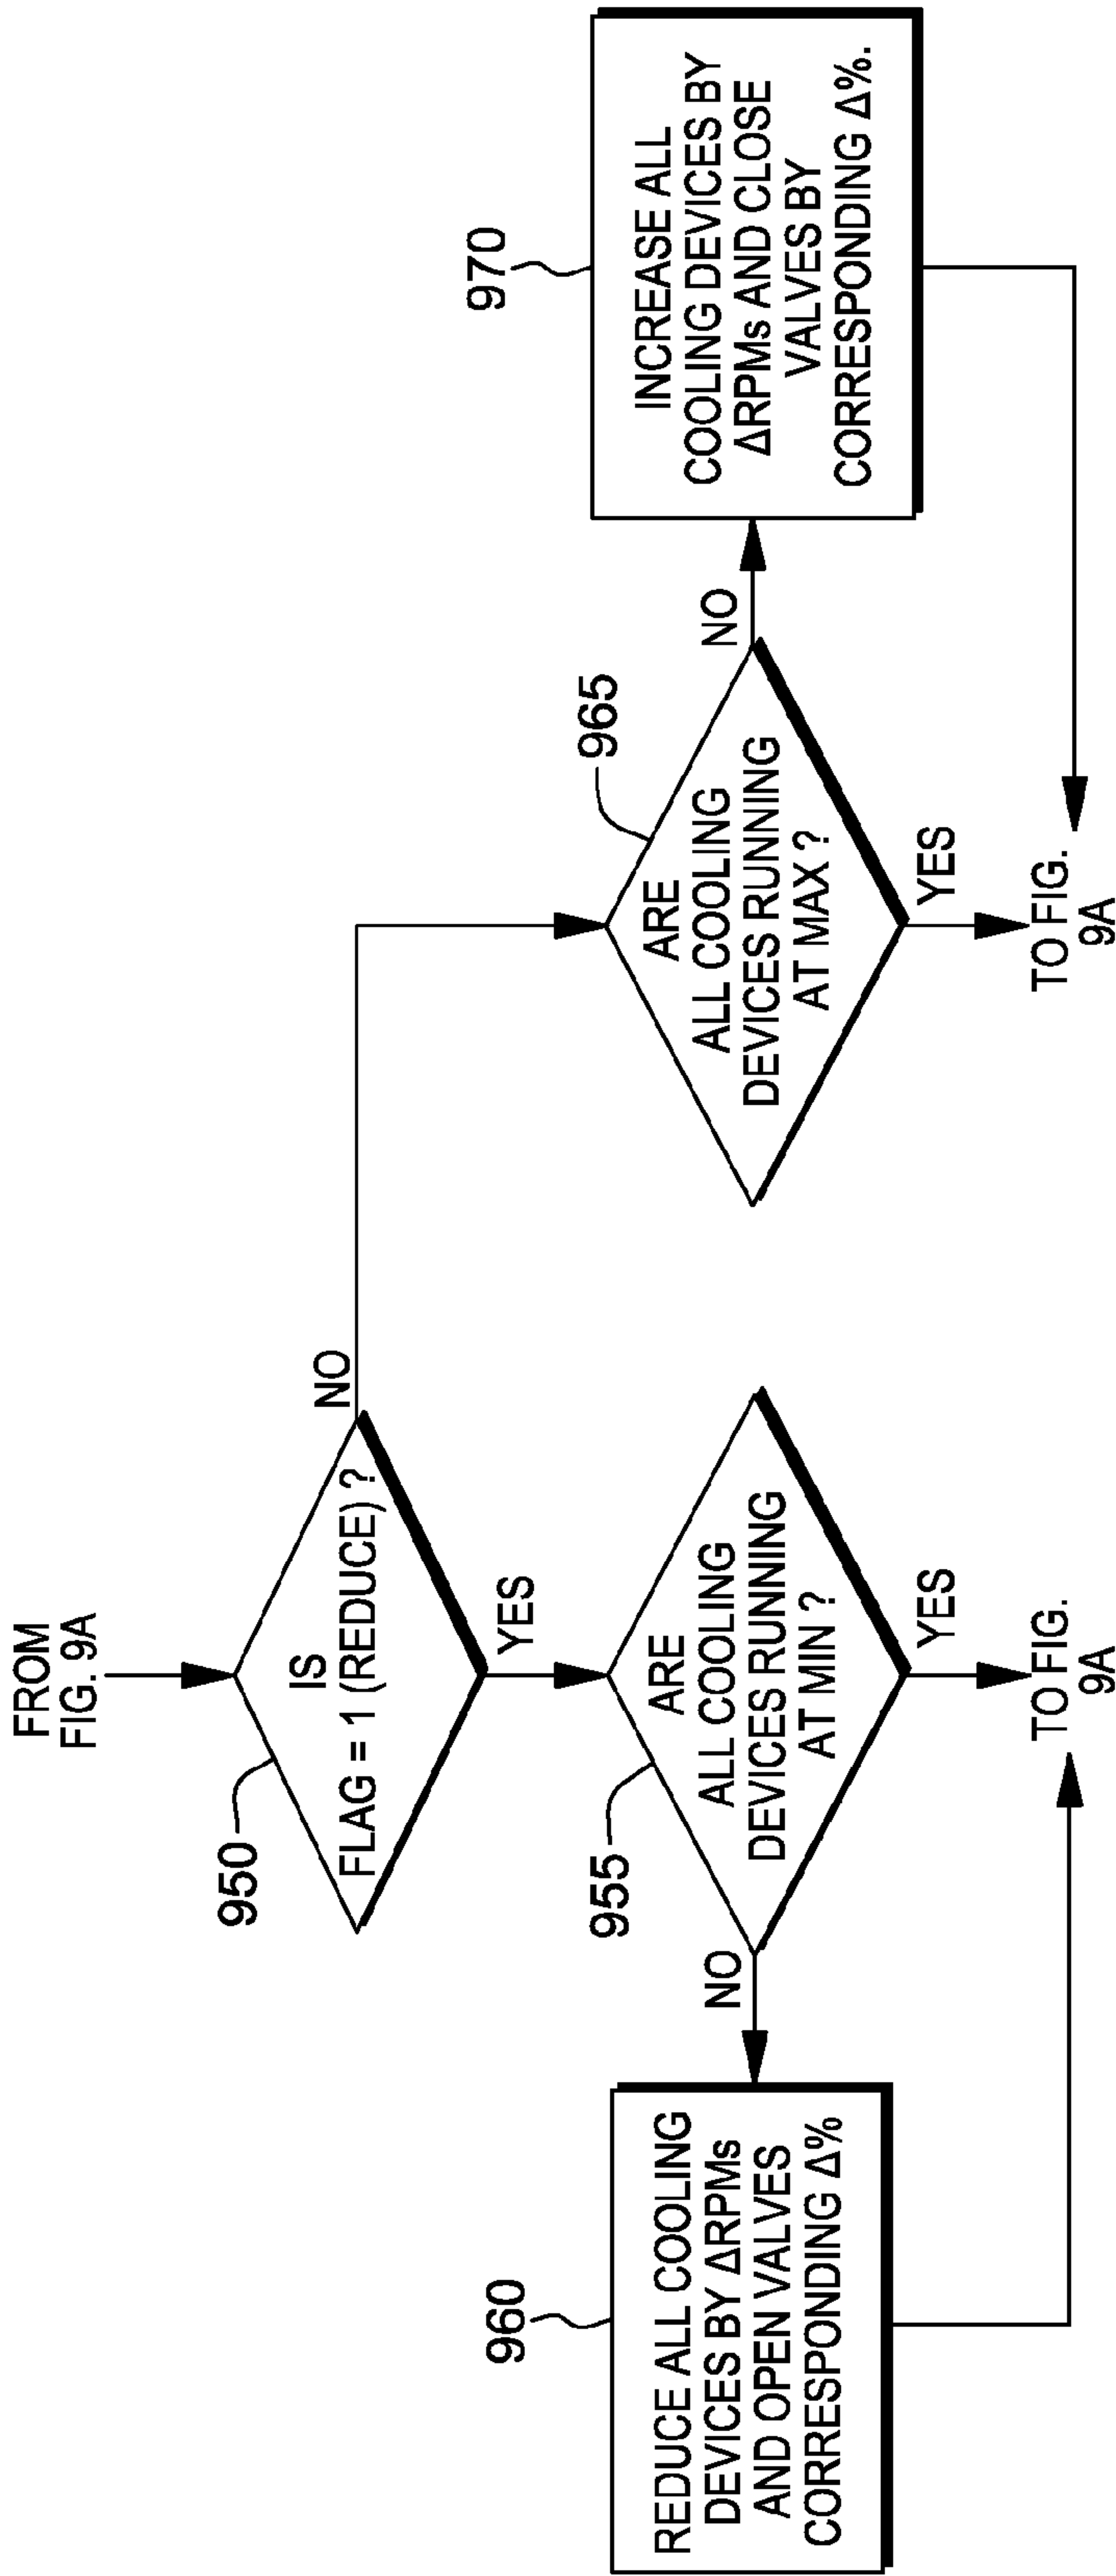 FROM
FIG. 9A
950
IS
FLAG = 1 (REDUCE) ?
NO
YES
955
ARE
ALL COOLING
DEVICES RUNNING
AT MIN ?
NO
YES
960
REDUCE ALL COOLING
DEVICES BY ΔRPMs
AND OPEN VALVES
CORRESPONDING Δ%
TO FIG.
9A
965
ARE
ALL COOLING
DEVICES RUNNING
AT MAX ?
NO
YES
970
INCREASE ALL
COOLING DEVICES BY
ΔRPMs AND CLOSE
VALVES BY
CORRESPONDING Δ%.
TO FIG.
9A